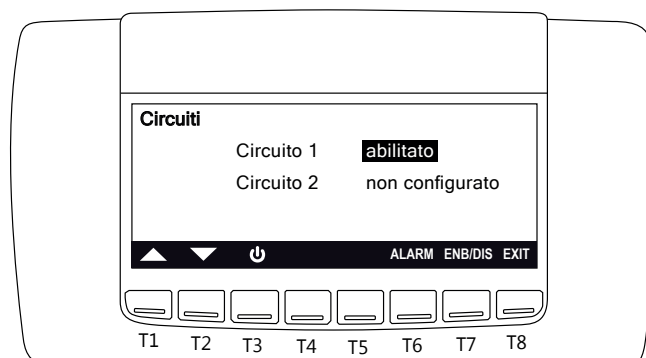 Circuiti
Circuito 1 abilitato
Circuito 2 non configurato
ALARM ENB/DIS EXIT
T1 T2 T3 T4 T5 T6 T7 T8